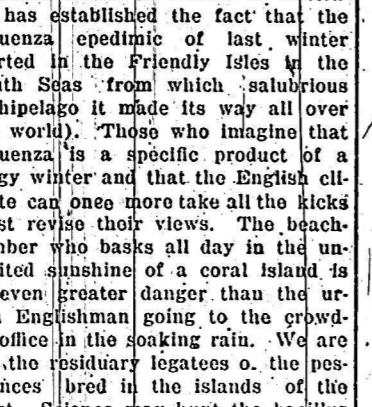 has established the fact that the
uenza epedimic of last winter
rted in the Friendly Isles in the
th Seas from which salubrious
hipelago it made its way all over
world). Those who imagine that
uenza is a specific product of a
gy winter and that the English cli-
te can once more take all the kicks
st revise their views. The beach-
ber who basks all day in the un-
ited sunshine of a coral island is
even greater danger than the ur-
Englishman going to the crowd-
office in the soaking rain. We are
the residuary legatees o. the pes-
nces bred in the islands of the